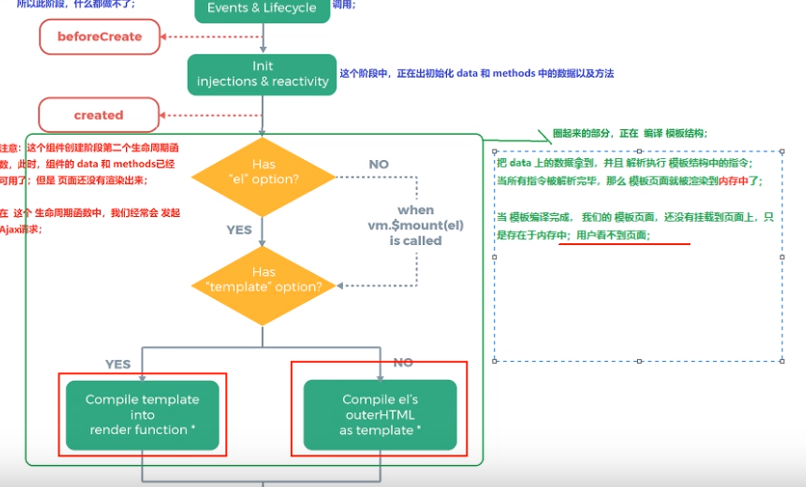 所以此阶段，什么都做不了；
Events & Lifecycle
调用；
beforeCreate
Init
injections & reactivity
这个阶段中，正在出初始化 data 和 methods 中的数据以及方法
created
注意：这个组件创建阶段第二个生命周期函
数，此时，组件的 data 和 methods已经
可用了；但是 页面还没有渲染出来；
在 这个 生命周期函数中，我们经常会 发起
Ajax请求；
圈起来的部分，正在 编译 模板结构；
把 data 上的数据拿到，并且 解析执行 模板结构中的指令；
当所有指令被解析完毕，那么 模板页面就被渲染到内存中了；
当 模板编译完成， 我们的 模板页面，还没有挂载到页面上，只
是存在于内存中；用户看不到页面；
Has
“el” option?
NO
when
vm.$mount(el)
is called
YES
Has
“template” option?
YES
NO
Compile template
into
render function *
Compile el’s
outerHTML
as template *